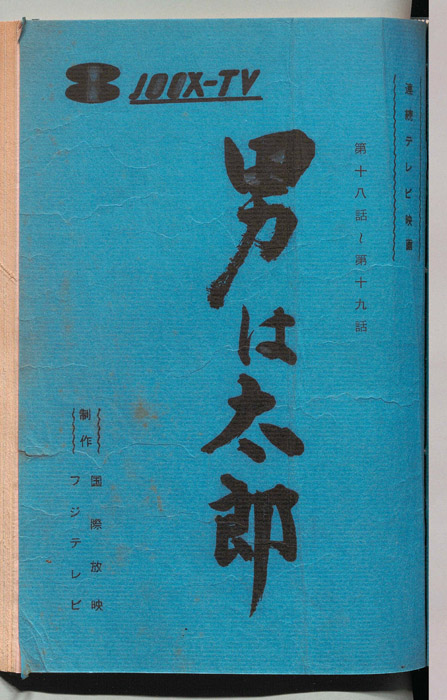 JOCX-TV
連続テレビ映画
第十八話〜第十九話
男は太郎
制作
国際放映
フジテレビ